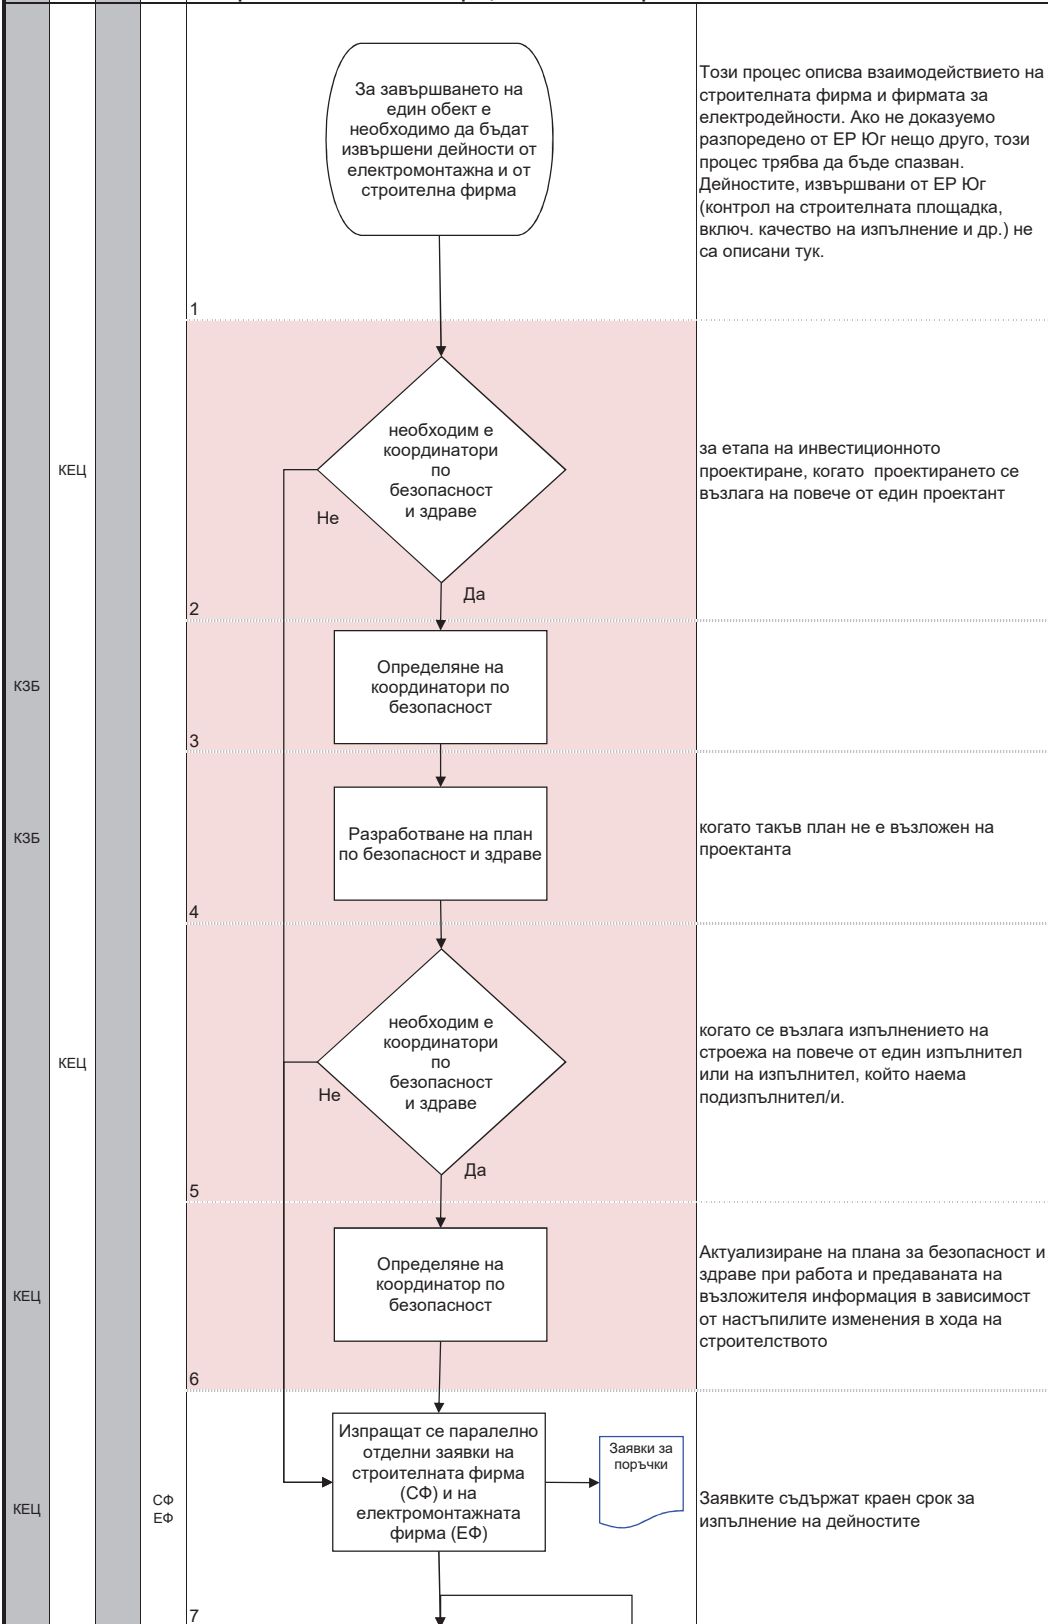 За завършването на
един обект е
необходимо да бъдат
извършени дейности от
електромонтажна и от
строителна фирма
Този процес описва взаимодействието на
строителната фирма и фирмата за
електродейности. Ако не доказуемо
разпоредено от ЕР Юг нещо друго, този
процес трябва да бъде спазван.
Дейностите, извършвани от ЕР Юг
(контрол на строителната площадка,
включ. качество на изпълнение и др.) не
са описани тук.
1
КЕЦ
необходим е
координатори
по
безопасност
и здраве
Не
Да
за етапа на инвестиционното
проектиране, когато  проектирането се
възлага на повече от един проектант
2
КЗБ
Определяне на
координатори по
безопасност
3
КЗБ
Разработване на план
по безопасност и здраве
когато такъв план не е възложен на
проектанта
4
КЕЦ
необходим е
координатори
по
безопасност
и здраве
Не
Да
когато се възлага изпълнението на
строежа на повече от един изпълнител
или на изпълнител, който наема
подизпълнител/и.
5
КЕЦ
Определяне на
координатор по
безопасност
Актуализиране на плана за безопасност и
здраве при работа и предаваната на
възложителя информация в зависимост
от настъпилите изменения в хода на
строителството
6
КЕЦ
СФ
ЕФ
Изпращат се паралелно
отделни заявки на
строителната фирма
(СФ) и на
електромонтажната
фирма (ЕФ)
Заявки за
поръчки
Заявките съдържат краен срок за
изпълнение на дейностите
7